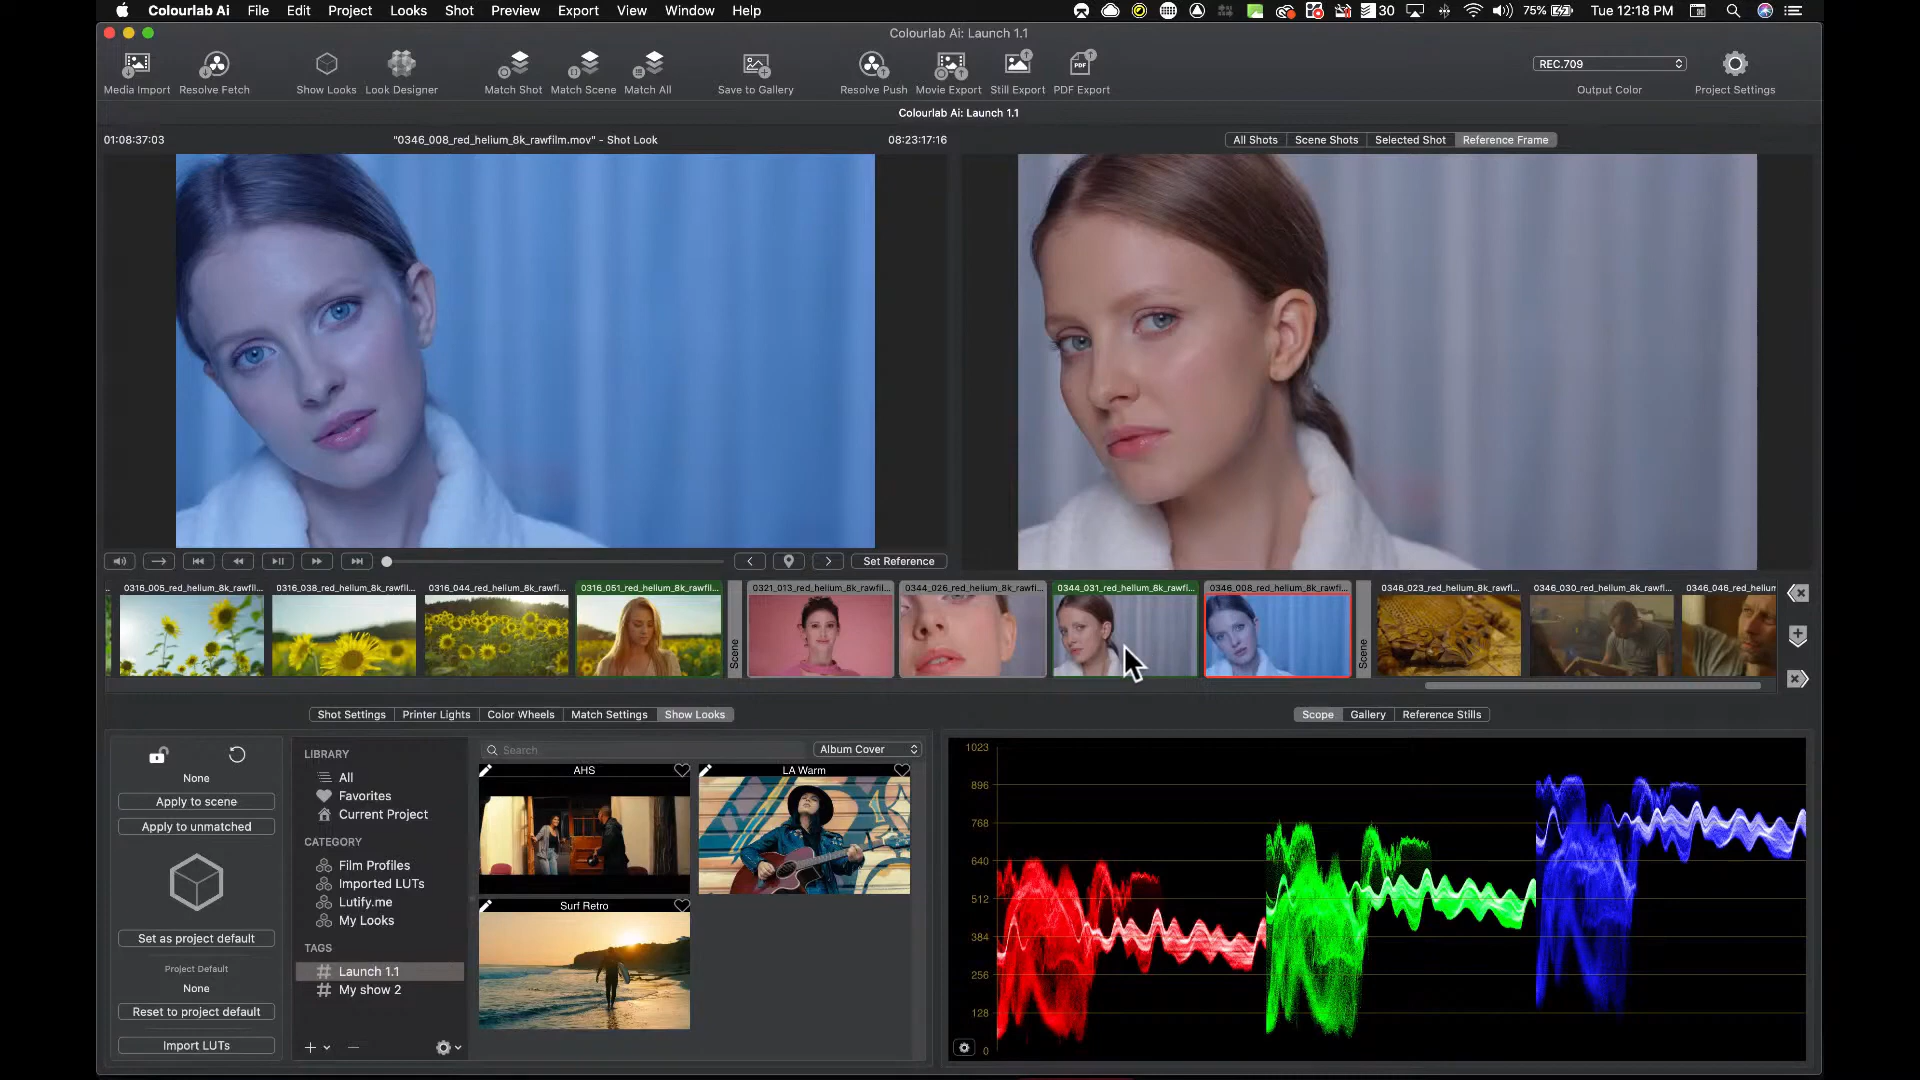 Colourlab Ai File Edit Project Looks Shot Preview Export View Window Help 30 75% Tue 12:18 PM
Colourlab Ai: Launch 1.1
Media Import Resolve Fetch Show Looks Look Designer Match Shot Match Scene Match All Save to Gallery Resolve Push Movie Export Still Export PDF PDF Export REC.709 Output Color Project Settings
Colourlab Ai: Launch 1.1
01:08:37:03 "0346_008_red_helium_8k_rawfilm.mov" - Shot Look 08:23:17:16 All Shots Scene Shots Selected Shot Reference Frame
Set Reference
0316_005_red_helium_8k_rawf... 0316_038_red_helium_8k_rawf... 0316_044_red_helium_8k_rawf... 0316_051_red_helium_8k_rawfil... 0321_013_red_helium_8k_rawfil... 0344_026_red_helium_8k_rawfi... 0344_031_red_helium_8k_rawfi... 0346_008_red_helium_8k_rawfi... 0346_023_red_helium_8k_rawf... 0346_030_red_helium_8k_rawf... 0346_046_red_helium
Scene Scene
Shot Settings Printer Lights Color Wheels Match Settings Show Looks Scope Gallery Reference Stills
None
Apply to scene
Apply to unmatched
Set as project default
Project Default
None
Reset to project default
Import LUTs
LIBRARY
All
Favorites
Current Project
CATEGORY
Film Profiles
Imported LUTs
Lutify.me
My Looks
TAGS
# Launch 1.1
# My show 2
Search Album Cover
AHS LA Warm
Surf Retro
1023
896
768
640
512
384
256
128
0